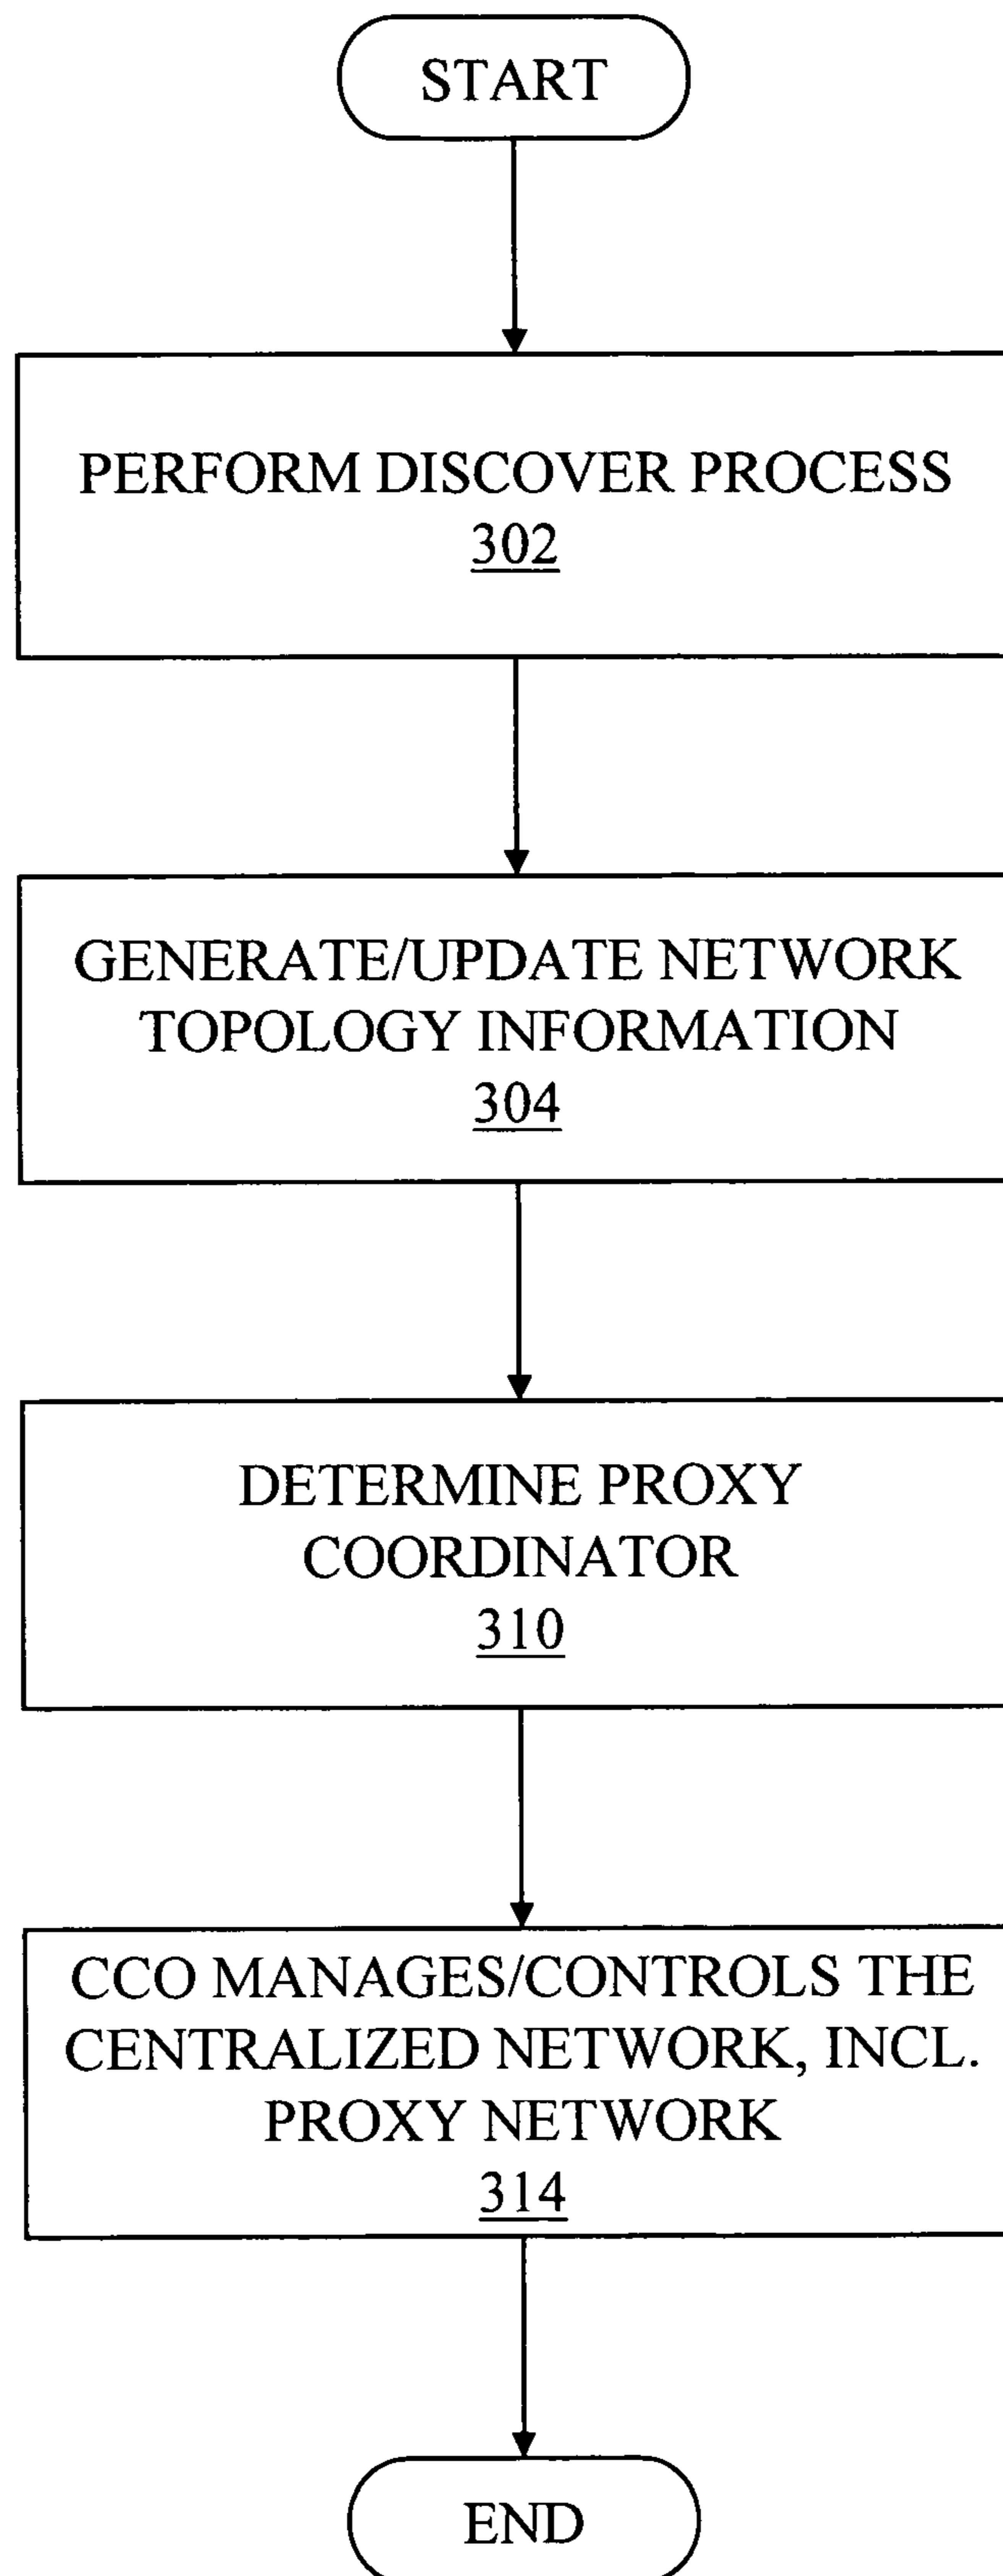 START
PERFORM DISCOVER PROCESS
302
GENERATE/UPDATE NETWORK
TOPOLOGY INFORMATION
304
DETERMINE PROXY
COORDINATOR
310
CCO MANAGES/CONTROLS THE
CENTRALIZED NETWORK, INCL.
PROXY NETWORK
314
END